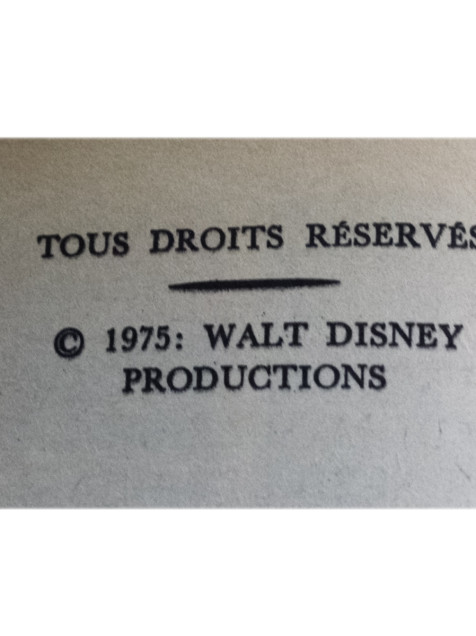 TOUS DROITS RÉSERVÉS
© 1975: WALT DISNEY
PRODUCTIONS